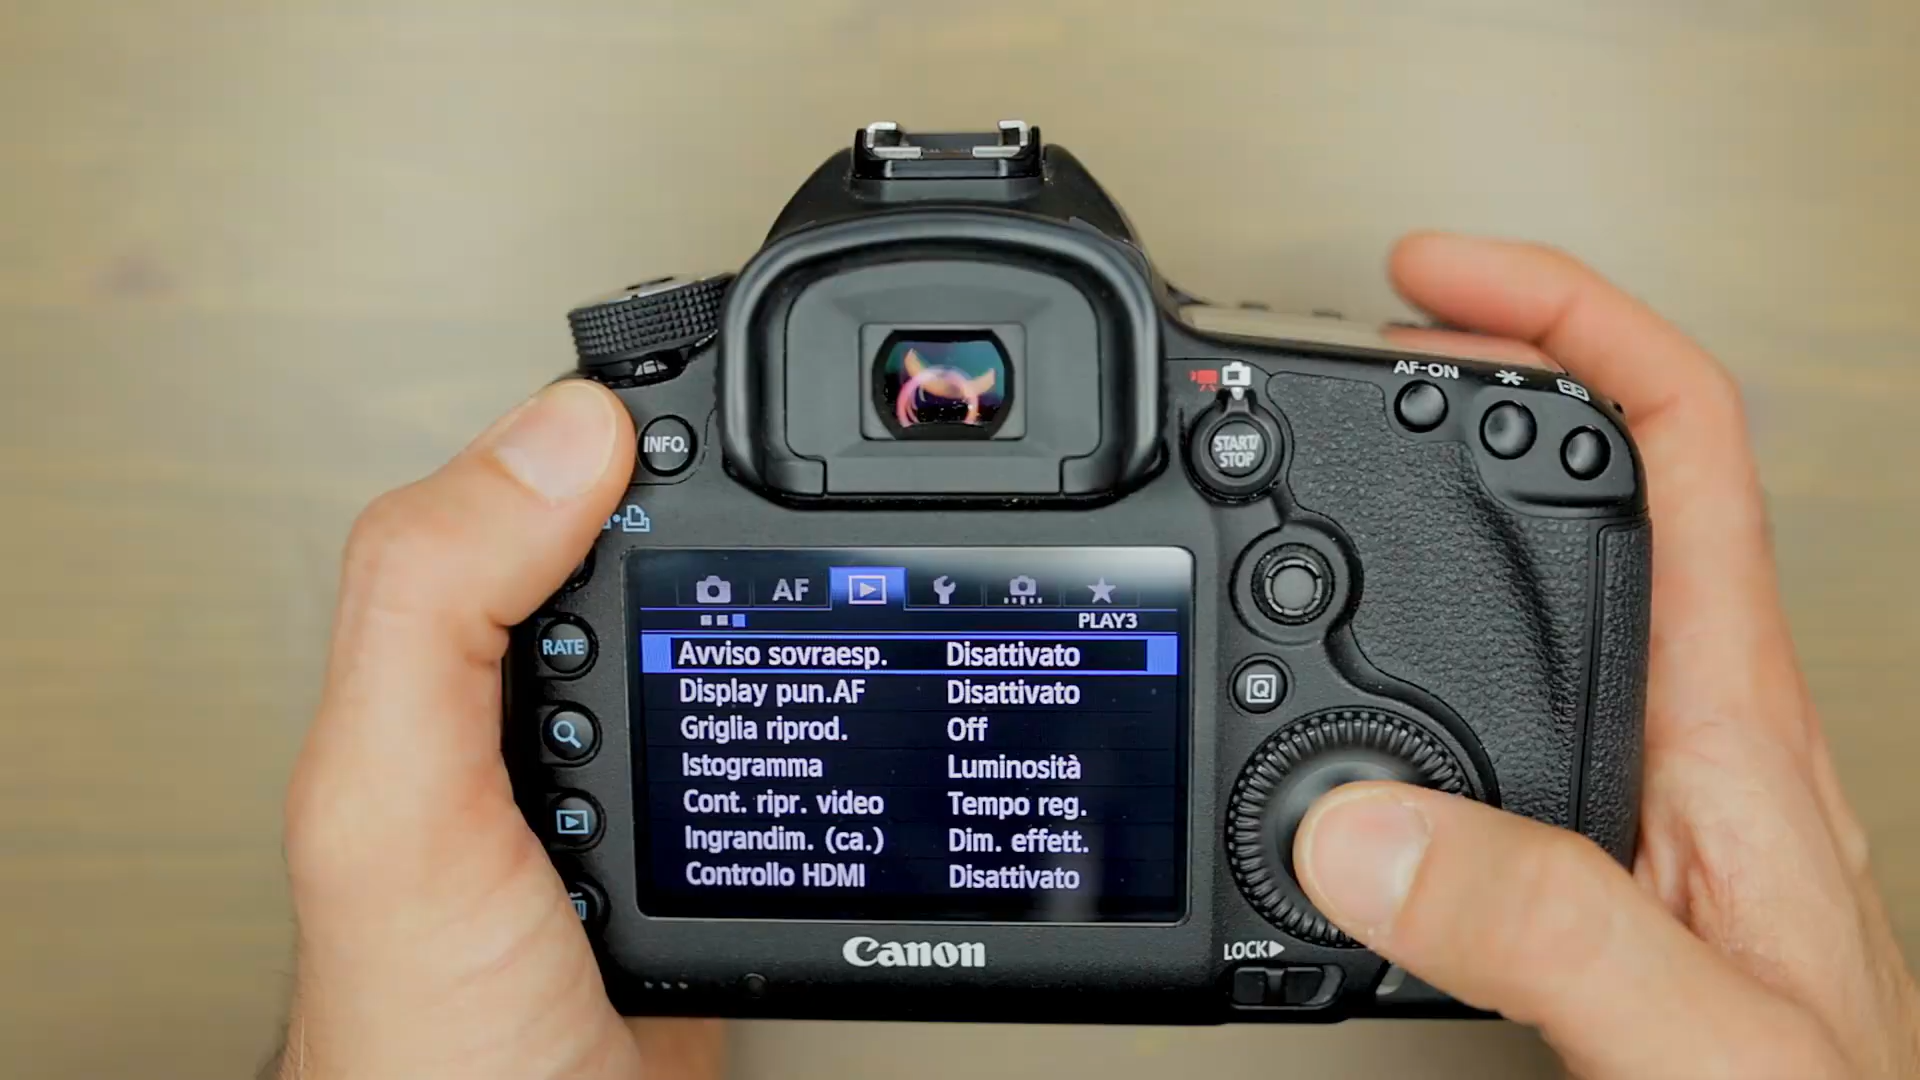 INFO.
AF-ON
START/
STOP
RATE
AF
PLAY3
Avviso sovraesp. Disattivato
Display pun.AF Disattivato
Griglia riprod. Off
Istogramma Luminosità
Cont. ripr. video Tempo reg.
Ingrandim. (ca.) Dim. effett.
Controllo HDMI Disattivato
Q
Canon
LOCK